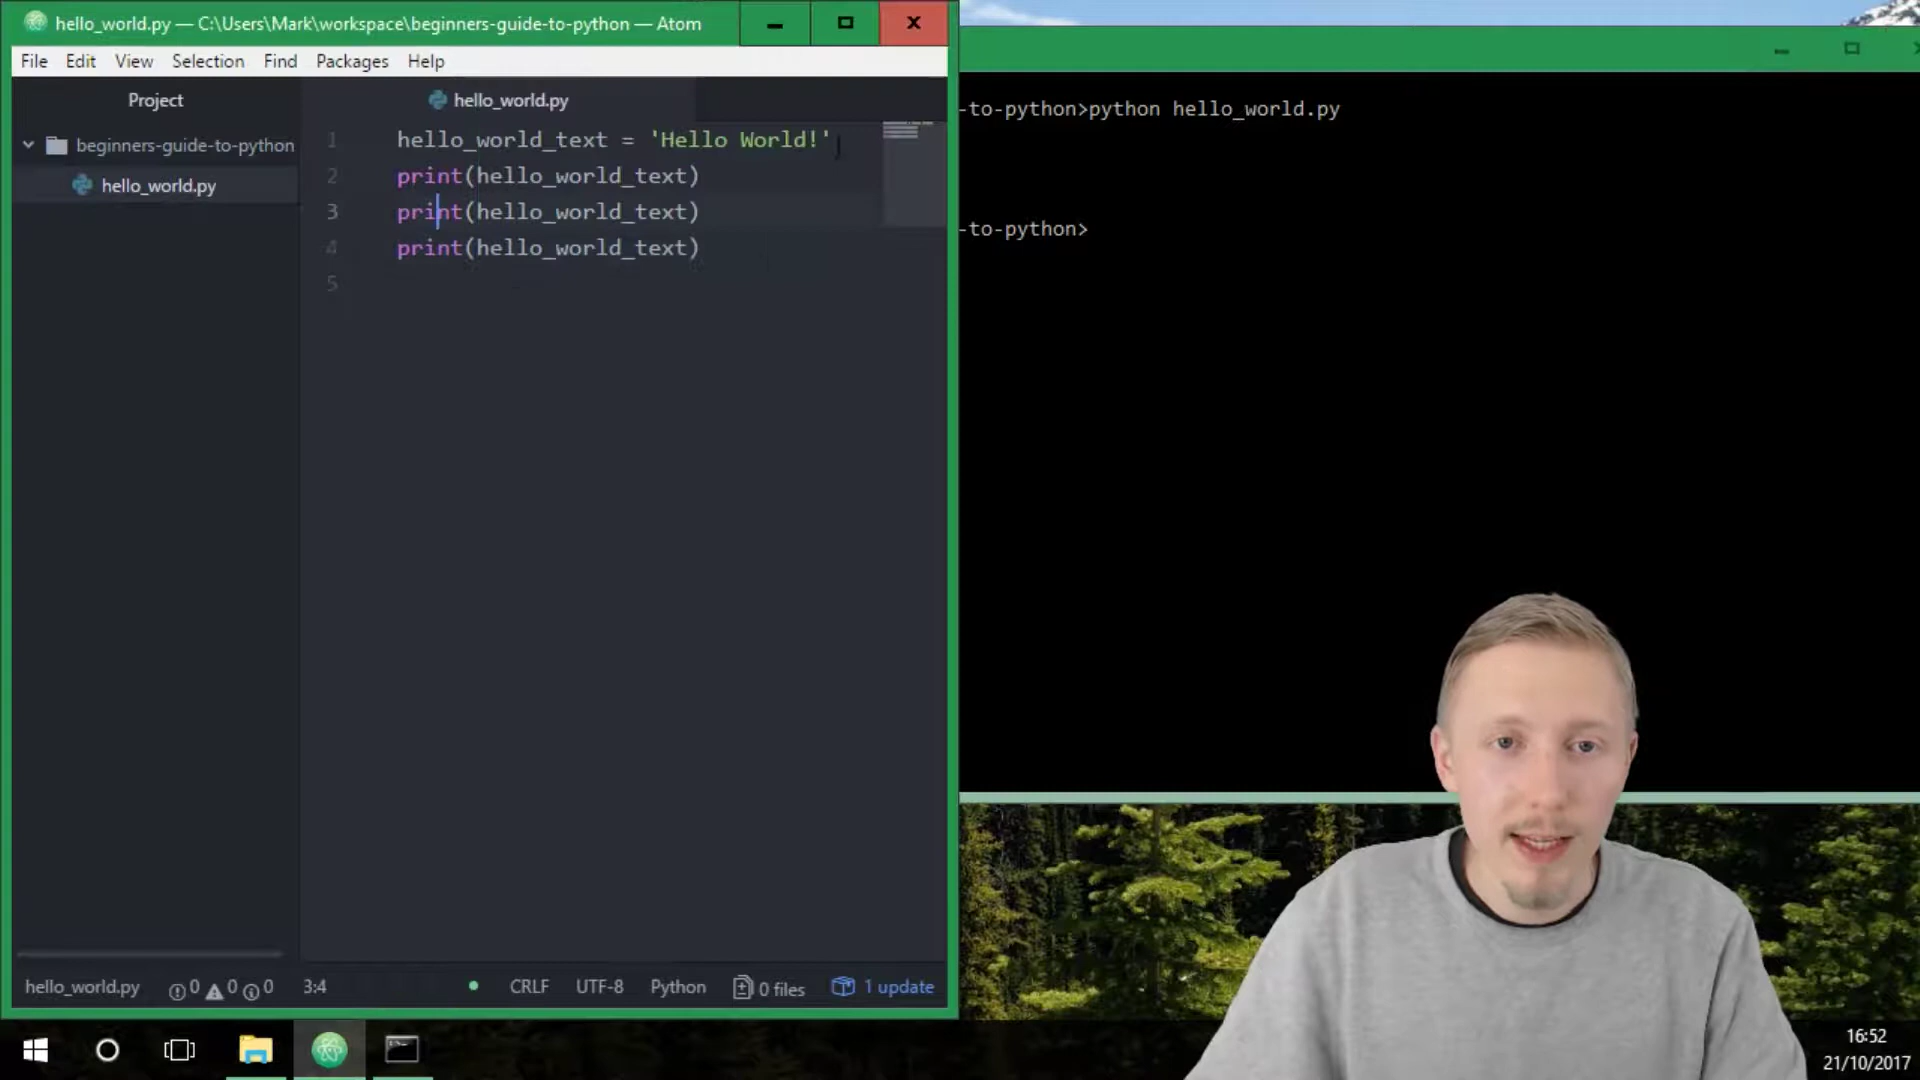 hello_world.py — C:\Users\Mark\workspace\beginners-guide-to-python — Atom
File Edit View Selection Find Packages Help
Project
beginners-guide-to-python
hello_world.py
hello_world.py
1 hello_world_text = 'Hello World!'
2 print(hello_world_text)
3 print(hello_world_text)
4 print(hello_world_text)
5
hello_world.py 0 0 0 3:4 CRLF UTF-8 Python 0 files 1 update
-to-python>python hello_world.py
-to-python>
16:52
21/10/2017